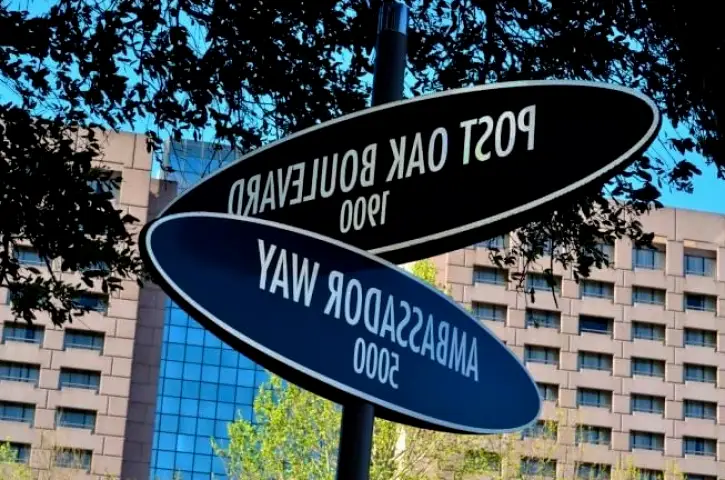 POST OAK BOULEVARD
1900
AMBASSADOR WAY
5000